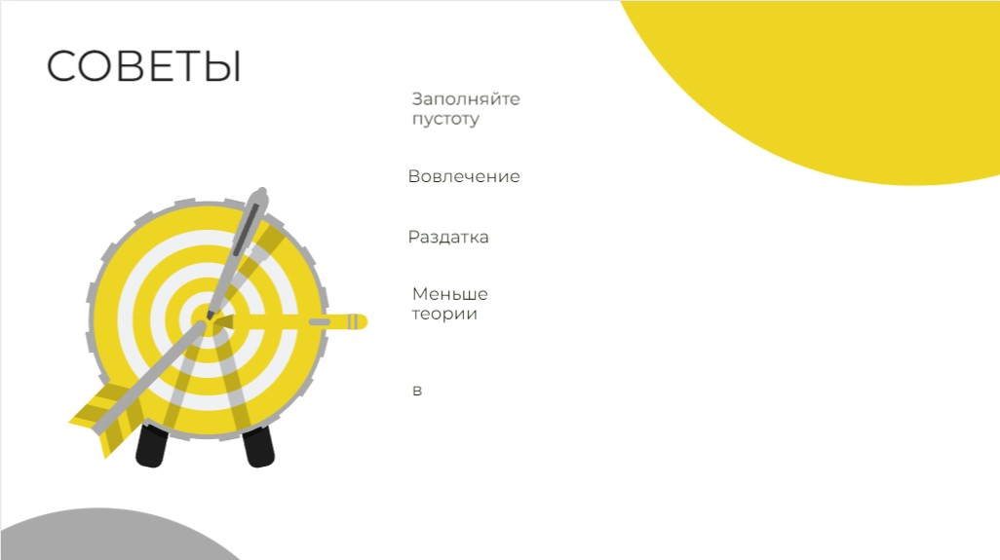 СОВЕТЫ
Заполняйте
пустоту
Вовлечение
Раздатка
Меньше
теории
в